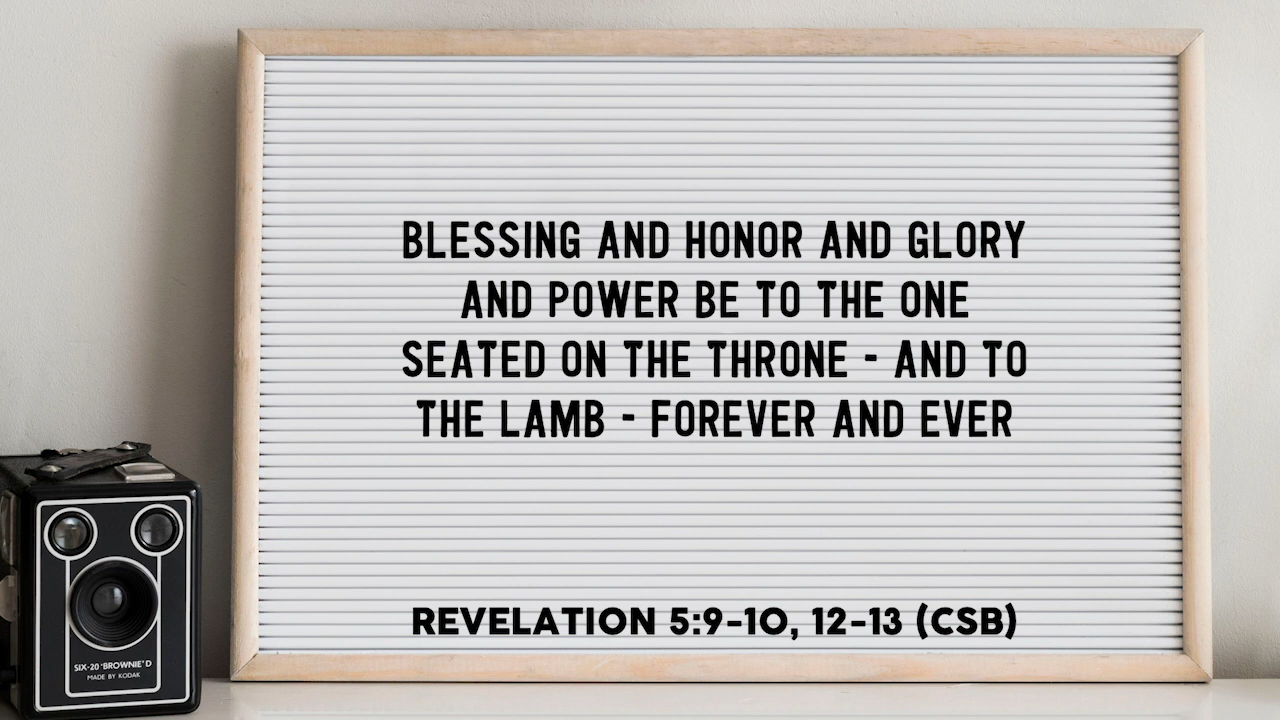 BLESSING AND HONOR AND GLORY
AND POWER BE TO THE ONE
SEATED ON THE THRONE - AND TO
THE LAMB - FOREVER AND EVER
REVELATION 5:9-10, 12-13 (CSB)
SIX-20 'BROWNIE' D
MADE BY KODAK